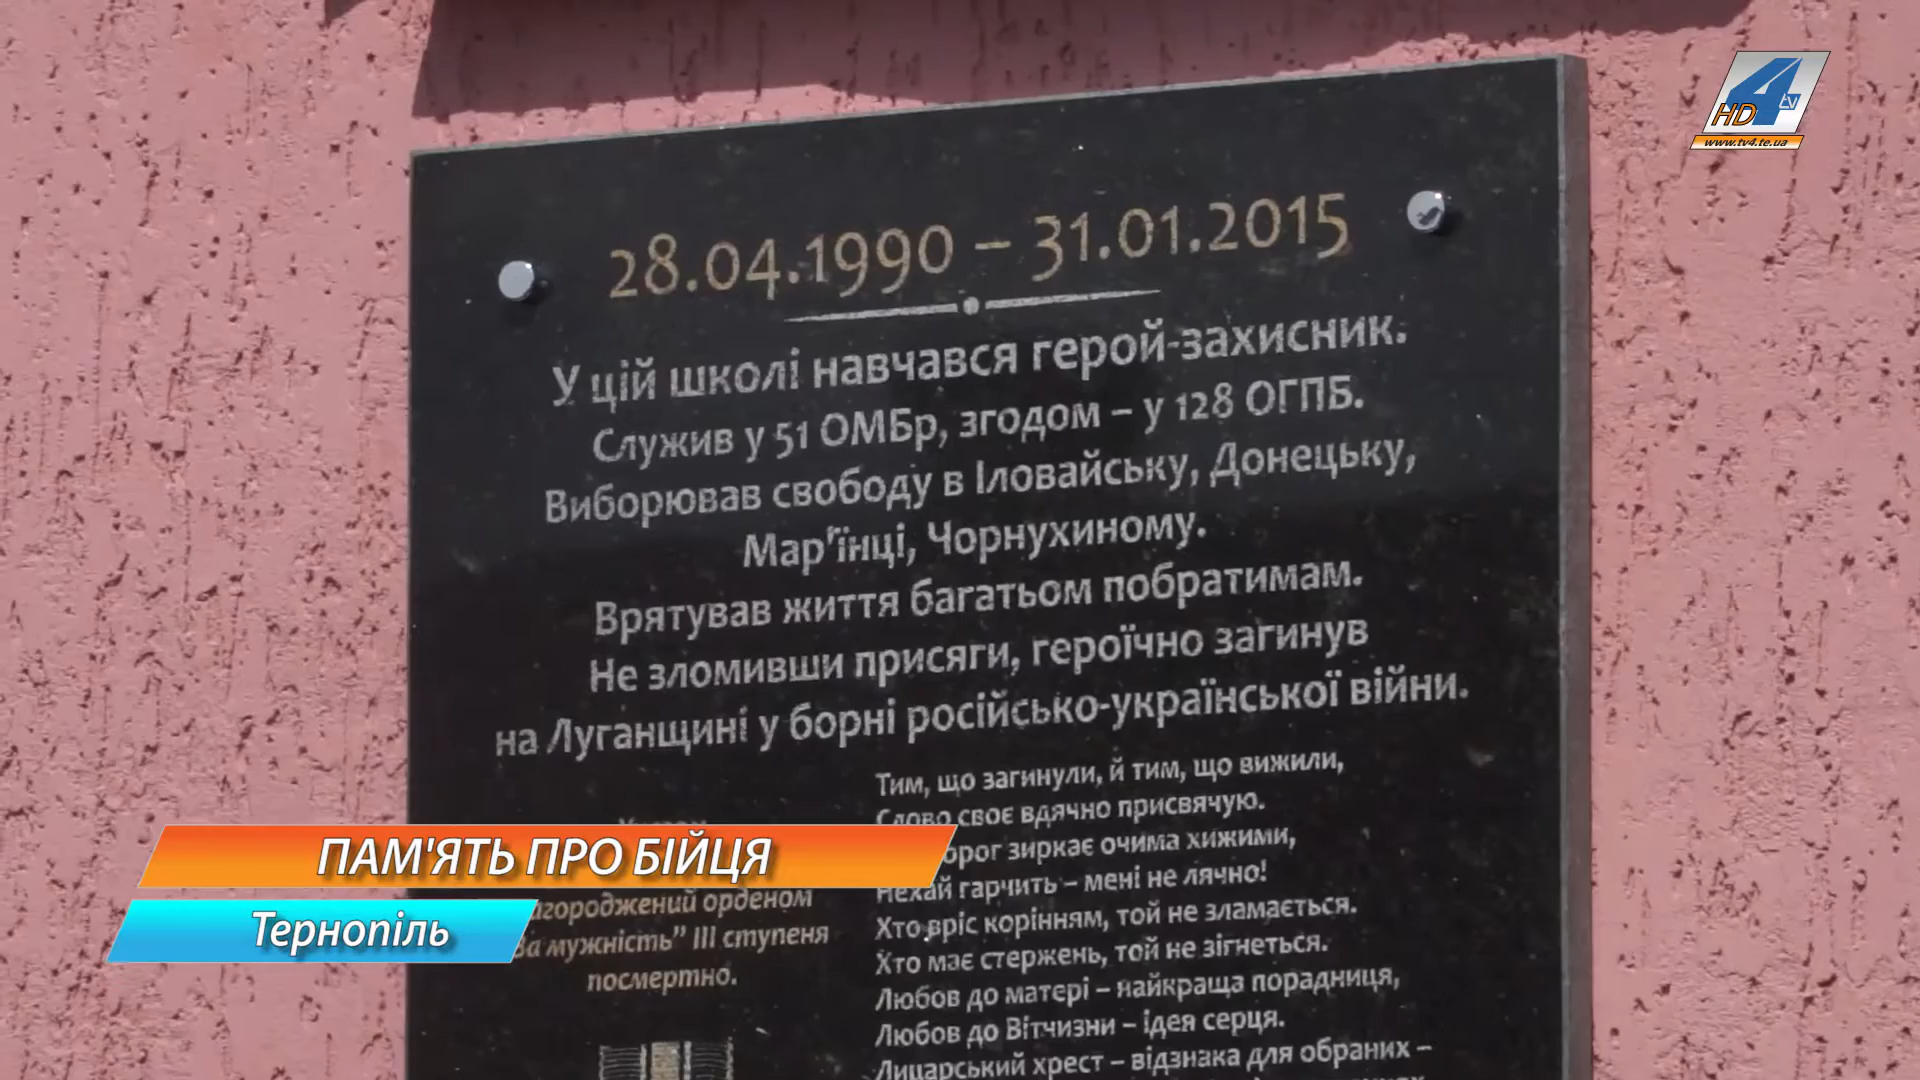 HD 4 tv
www.tv4.te.ua
28.04.1990 – 31.01.2015
У цій школі навчався герой-захисник.
Служив у 51 ОМБр, згодом – у 128 ОГПБ.
Виборював свободу в Іловайську, Донецьку,
Мар'їнці, Чорнухиному.
Врятував життя багатьом побратимам.
Не зломивши присяги, героїчно загинув
на Луганщині у борні російсько-української війни.
Тим, що загинули, й тим, що вижили,
Слово своє вдячно присвячую.
зиркає очима хижими,
Нехай гарчить – мені не лячно!
Хто вріс корінням, той не зламається.
Хто має стержень, той не зігнеться.
Любов до матері – найкраща порадниця,
Любов до Вітчизни – ідея серця.
Лицарський хрест – відзнака для обраних –
агороджений орденом
За мужність” III ступеня
посмертно.
ПАМ'ЯТЬ ПРО БІЙЦЯ
Тернопіль